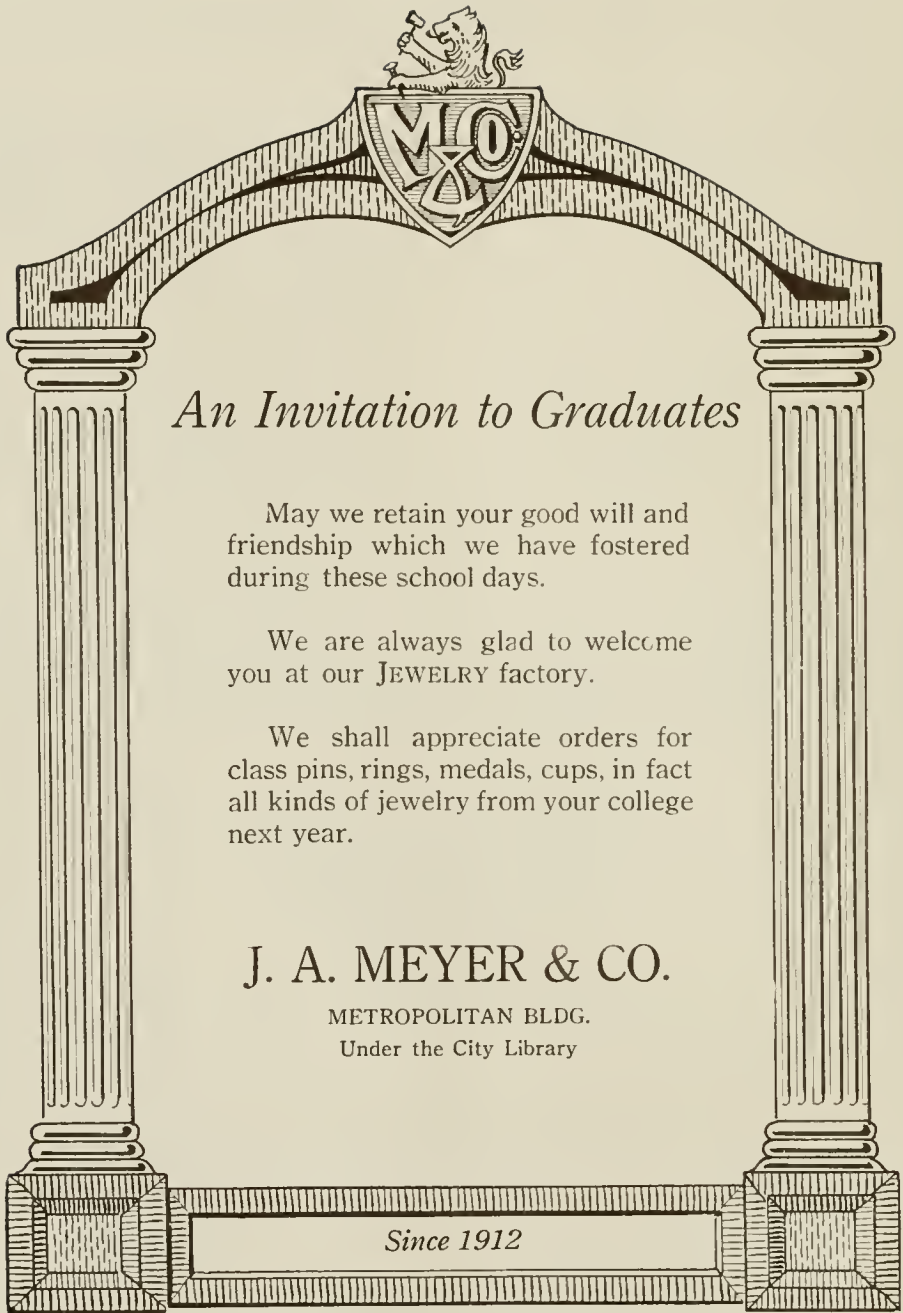 M & CO.
An Invitation to Graduates
May we retain your good will and
friendship which we have fostered
during these school days.
We are always glad to welcome
you at our JEWELRY factory.
We shall appreciate orders for
class pins, rings, medals, cups, in fact
all kinds of jewelry from your college
next year.
J. A. MEYER & CO.
METROPOLITAN BLDG.
Under the City Library
Since 1912